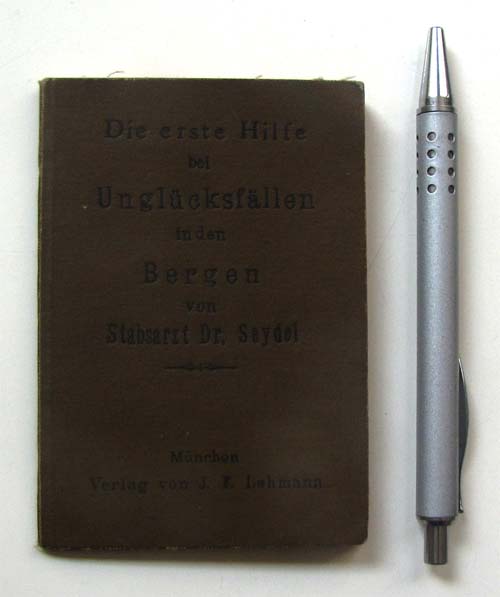 Die erste Hilfe
bei
Unglücksfällen
in den
Bergen
von
Stabsarzt Dr. Seydel
München
Verlag von J. F. Lehmann